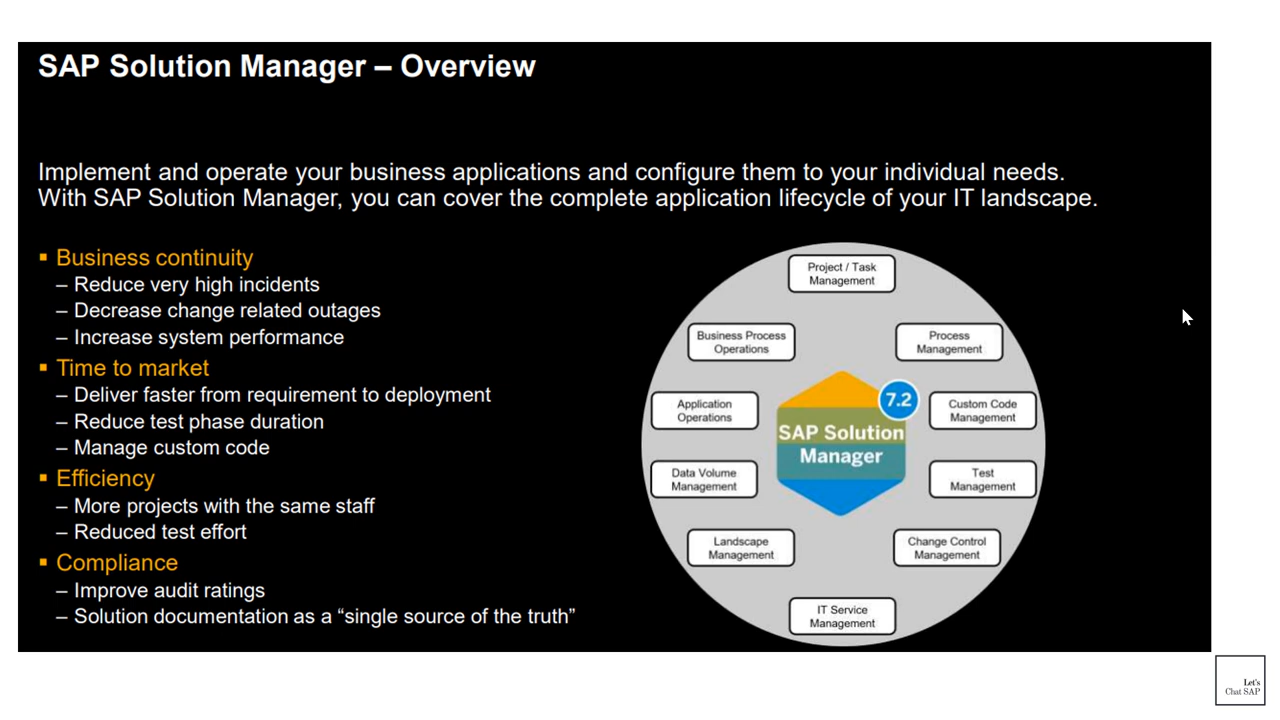 SAP Solution Manager – Overview
Implement and operate your business applications and configure them to your individual needs.
With SAP Solution Manager, you can cover the complete application lifecycle of your IT landscape.
▪ Business continuity
– Reduce very high incidents
– Decrease change related outages
– Increase system performance
▪ Time to market
– Deliver faster from requirement to deployment
– Reduce test phase duration
– Manage custom code
▪ Efficiency
– More projects with the same staff
– Reduced test effort
▪ Compliance
– Improve audit ratings
– Solution documentation as a “single source of the truth”
Project / Task
Management
Business Process
Operations
Process
Management
Application
Operations
7.2
Custom Code
Management
SAP Solution
Manager
Data Volume
Management
Test
Management
Landscape
Management
Change Control
Management
IT Service
Management
Let's
Chat SAP